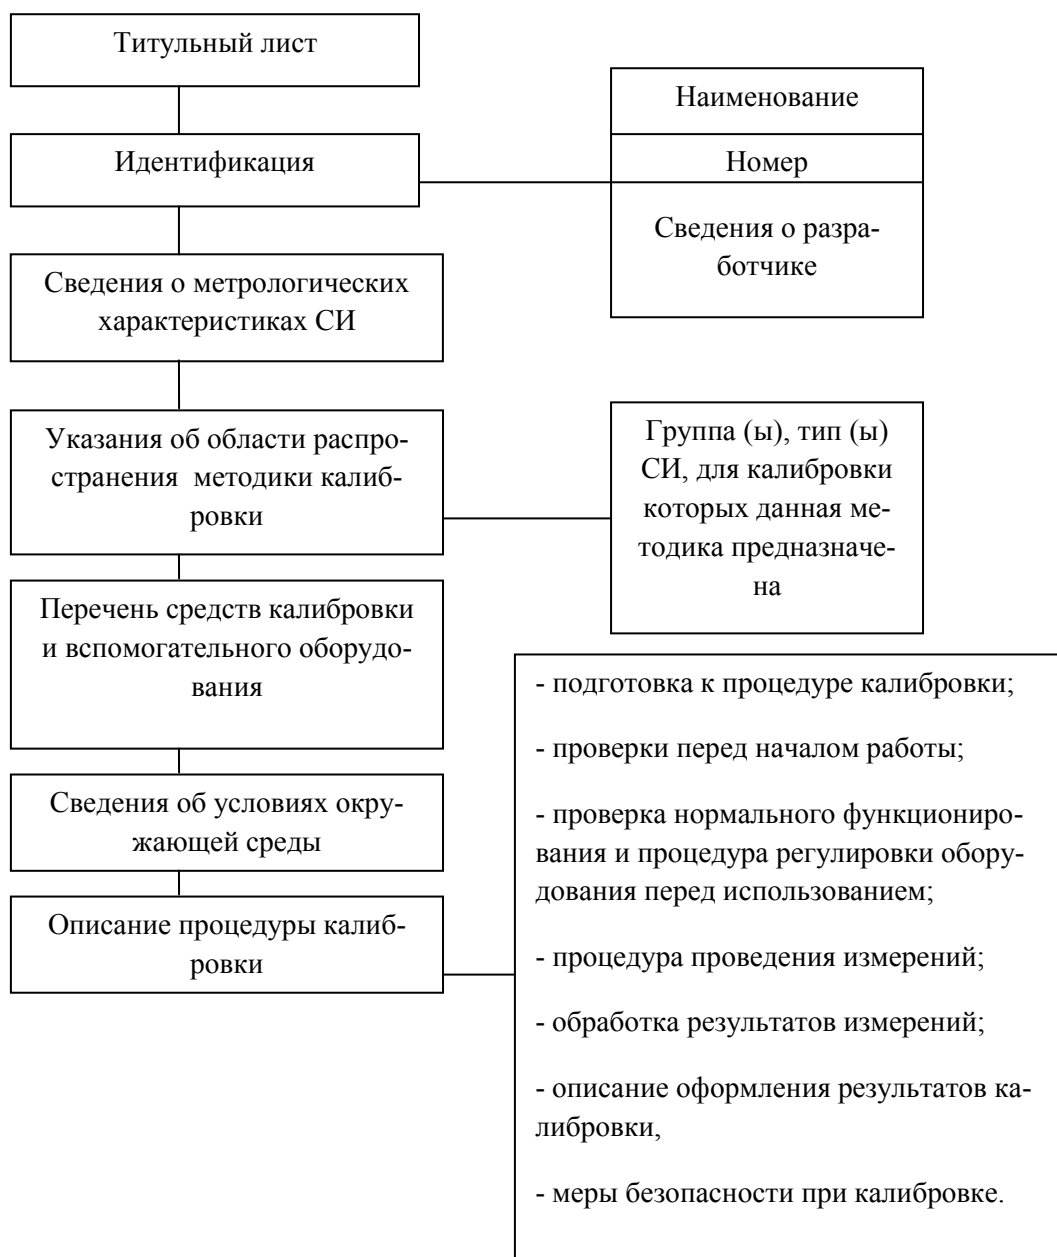 Титульный лист
Идентификация
Наименование
Номер
Сведения о разра-
ботчике
Сведения о метрологических
характеристиках СИ
Указания об области распро-
странения методики калиб-
ровки
Группа (ы), тип (ы)
СИ, для калибровки
которых данная ме-
тодика предназначе-
на
Перечень средств калибровки
и вспомогательного оборудо-
вания
Сведения об условиях окру-
жающей среды
Описание процедуры калиб-
ровки
- подготовка к процедуре калибровки;
- проверки перед началом работы;
- проверка нормального функциониро-
вания и процедура регулировки обору-
дования перед использованием;
- процедура проведения измерений;
- обработка результатов измерений;
- описание оформления результатов ка-
либровки,
- меры безопасности при калибровке.